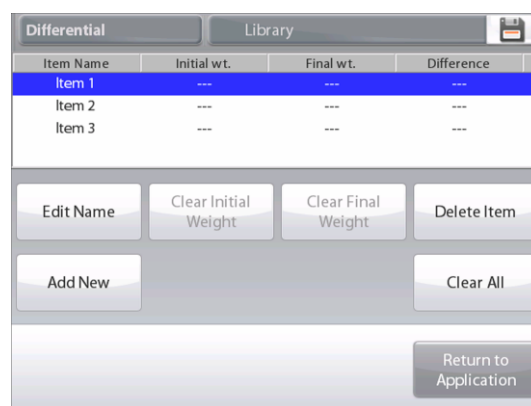 Differential Library
Item Name Initial wt. Final wt. Difference
Item 1 --- --- ---
Item 2 --- --- ---
Item 3 --- --- ---
Edit Name Clear Initial Weight Clear Final Weight Delete Item
Add New Clear All
Return to Application